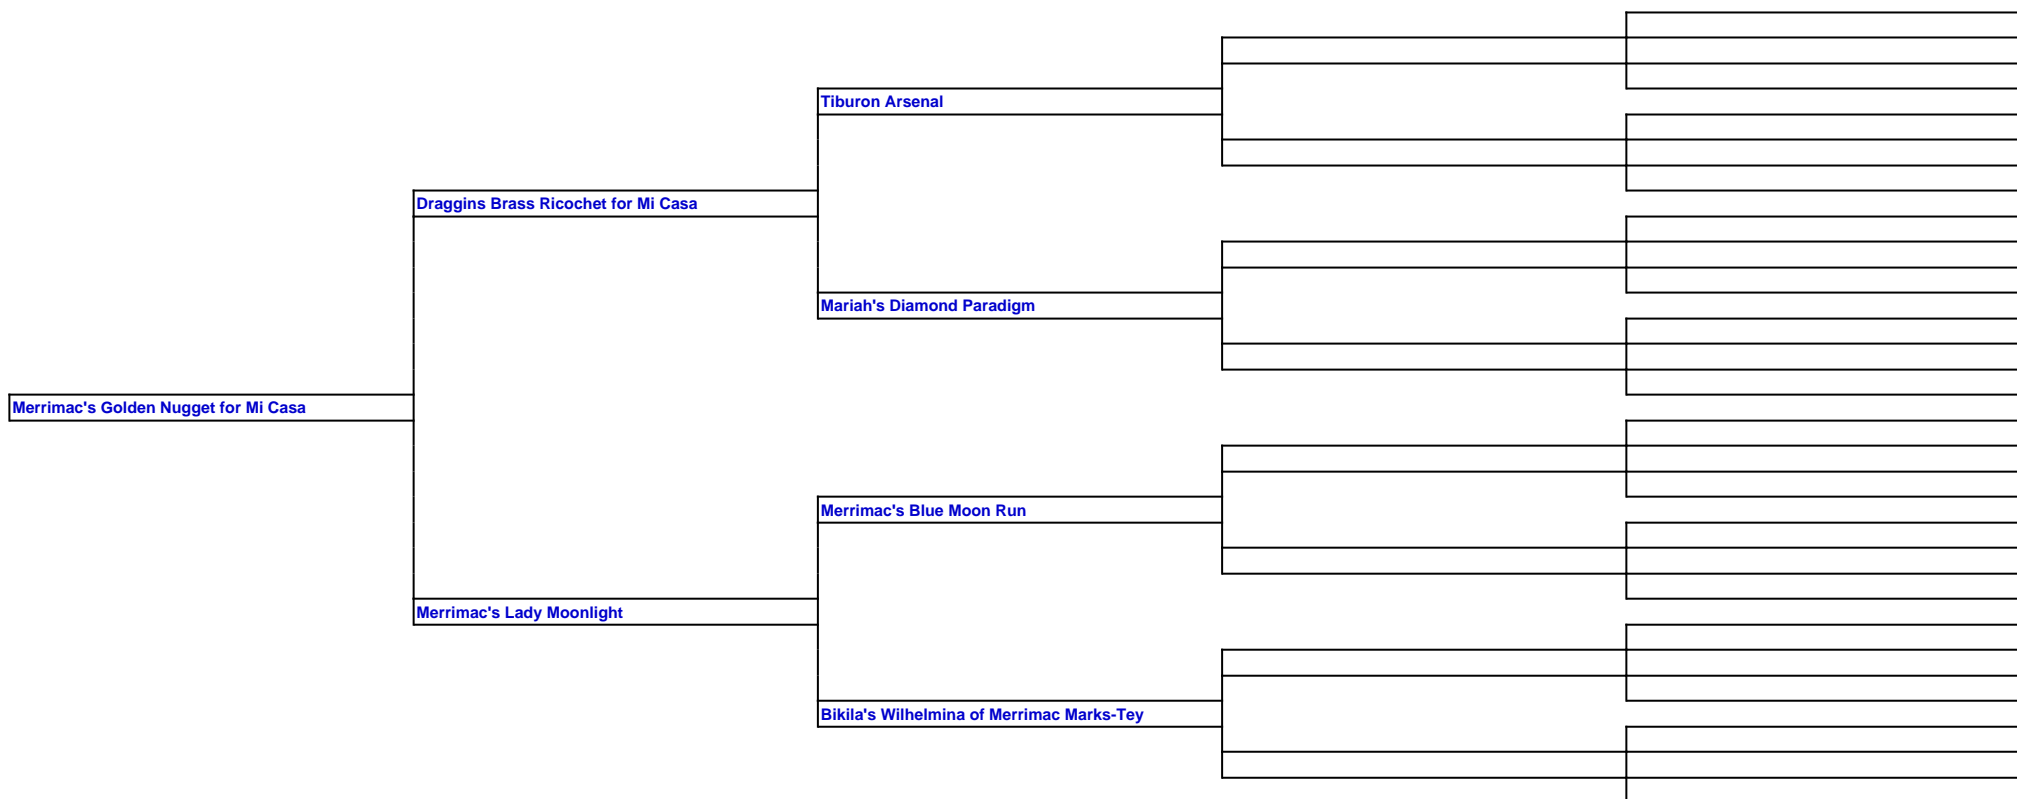 Tiburon Arsenal
Draggins Brass Ricochet for Mi Casa
Mariah's Diamond Paradigm
Merrimac's Golden Nugget for Mi Casa
Merrimac's Blue Moon Run
Merrimac's Lady Moonlight
Bikila's Wilhelmina of Merrimac Marks-Tey